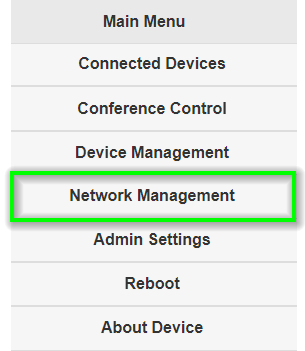 Main Menu
Connected Devices
Conference Control
Device Management
Network Management
Admin Settings
Reboot
About Device